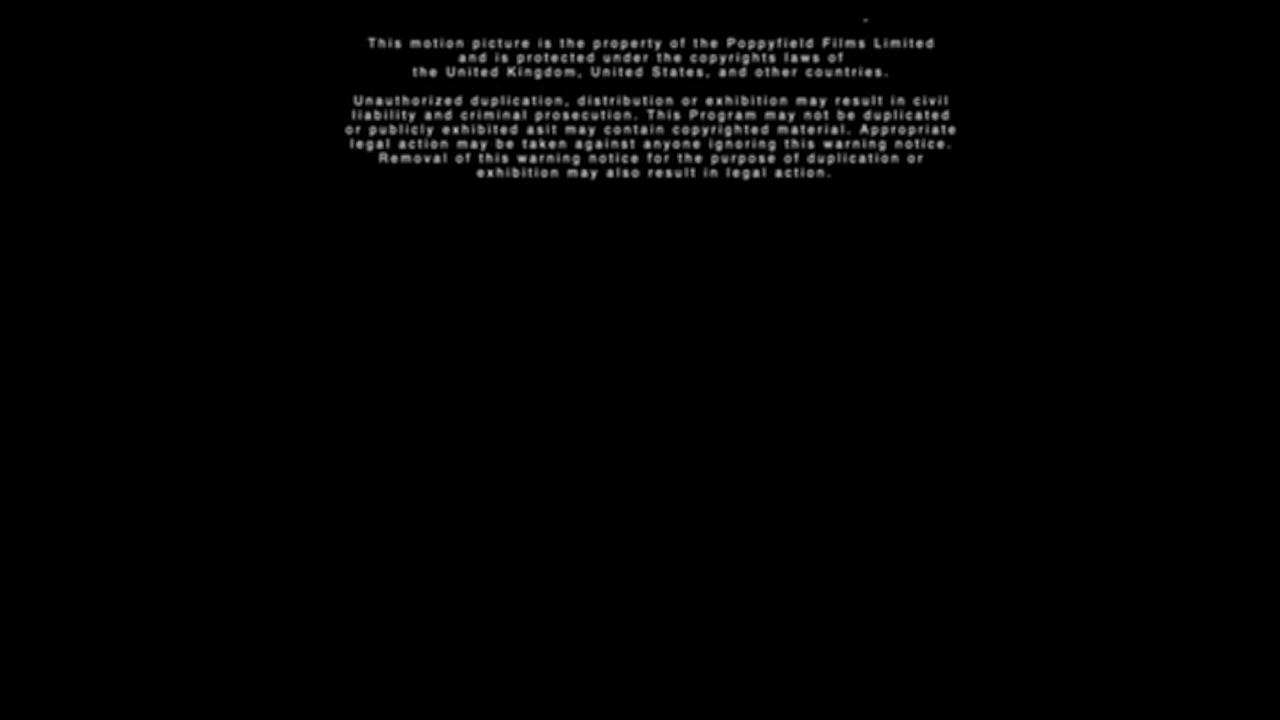 This motion picture is the property of the Poppyfield Films Limited
and is protected under the copyrights laws of
the United Kingdom, United States, and other countries.
Unauthorized duplication, distribution or exhibition may result in civil
liability and criminal prosecution. This Program may not be duplicated
or publicly exhibited asit may contain copyrighted material. Appropriate
legal action may be taken against anyone ignoring this warning notice.
Removal of this warning notice for the purpose of duplication or
exhibition may also result in legal action.